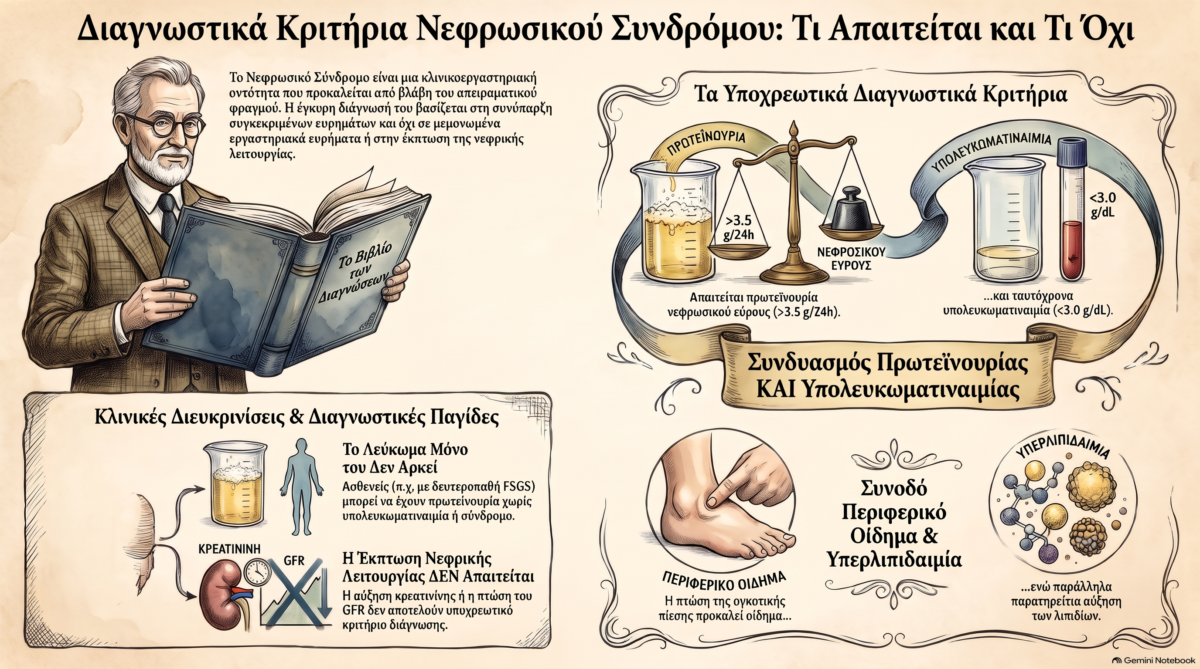 Διαγνωστικά Κριτήρια Νεφρωσικού Συνδρόμου: Τι Απαιτείται και Τι Όχι
Το Νεφρωσικό Σύνδρομο είναι μια κλινικοεργαστηριακή
οντότητα που προκαλείται από βλάβη του απειραματικού
φραγμού. Η έγκυρη διάγνωσή του βασίζεται στη συνύπαρξη
συγκεκριμένων ευρημάτων και όχι σε μεμονωμένα
εργαστηριακά ευρήματα ή στην έκπτωση της νεφρικής
λειτουργίας.
Το Βιβλίο
των
Διαγνώσεων
Τα Υποχρεωτικά Διαγνωστικά Κριτήρια
ΠΡΟΤΕΪΝΟΥΡΙΑ
>3.5
g/24h
ΝΕΦΡΟΣΙΚΟΥ
ΕΥΡΟΥΣ
Απαιτείται πρωτεϊνουρία
νεφρωσικού εύρους (>3.5 g/Z4h).
ΥΠΟΛΕΥΚΩΜΑΤΙΝΑΙΜΙΑ
<3.0
g/dL
...και ταυτόχρονα
υπολευκωματιναιμία (<3.0 g/dL).
Συνδυασμός Πρωτεϊνουρίας
ΚΑΙ Υπολευκωματιναιμίας
Κλινικές Διευκρινίσεις & Διαγνωστικές Παγίδες
Το Λεύκωμα Μόνο
του Δεν Αρκεί
Ασθενείς (π.χ, με δευτεροπαθή FSGS)
μπορεί να έχουν πρωτεϊνουρία χωρίς
υπολευκωματιναιμία ή σύνδρομο.
ΚΡΕΑΤΙΝΙΝΗ
GFR
Η Έκπτωση Νεφρικής
Λειτουργίας ΔΕΝ Απαιτείται
Η αύξηση κρεατινίνης ή η πτώση του
GFR δεν αποτελούν υποχρεωτικό
κριτήριο διάγνωσης.
ΠΕΡΙΦΕΡΙΚΟ ΟΙΔΗΜΑ
Η πτώση της ογκοτικής
πίεσης προκαλεί οίδημα...
Συνοδό
Περιφερικό
Οίδημα &
Υπερλιπιδαιμία
ΥΠΕΡΛΙΠΙΔΑΙΜΙΑ
...ενώ παράλληλα
παρατηρείτια αύξηση
των λιπιδίων.
Gemini Notebook